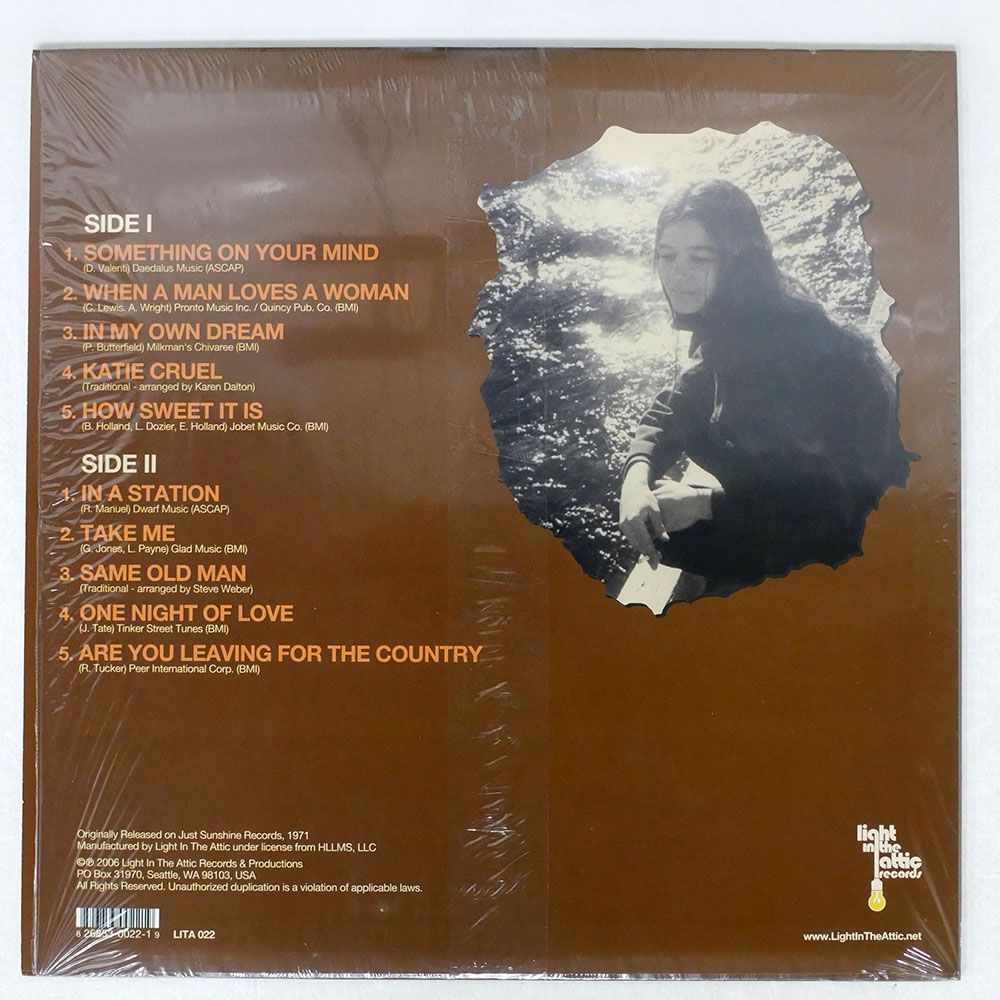 SIDE I
1. SOMETHING ON YOUR MIND
(D. Valenti) Daedalus Music (ASCAP)
2. WHEN A MAN LOVES A WOMAN
(C. Lewis. A. Wright) Pronto Music Inc. / Quincy Pub. Co. (BMI)
3. IN MY OWN DREAM
(P. Butterfield) Milkman's Chivaree (BMI)
4. KATIE CRUEL
(Traditional - arranged by Karen Dalton)
5. HOW SWEET IT IS
(B. Holland, L. Dozier, E. Holland) Jobet Music Co. (BMI)
SIDE II
1. IN A STATION
(R. Manuel) Dwarf Music (ASCAP)
2. TAKE ME
(G. Jones, L. Payne) Glad Music (BMI)
3. SAME OLD MAN
(Traditional - arranged by Steve Weber)
4. ONE NIGHT OF LOVE
(J. Tate) Tinker Street Tunes (BMI)
5. ARE YOU LEAVING FOR THE COUNTRY
(R. Tucker) Peer International Corp. (BMI)
Originally Released on Just Sunshine Records, 1971
Manufactured by Light In The Attic under license from HLLMS, LLC
©℗ 2006 Light In The Attic Records & Productions
PO Box 31970, Seattle, WA 98103, USA
All Rights Reserved. Unauthorized duplication is a violation of applicable laws.
8 26853 0022-1 9 LITA 022
light
in the
attic
records
www.LightInTheAttic.net